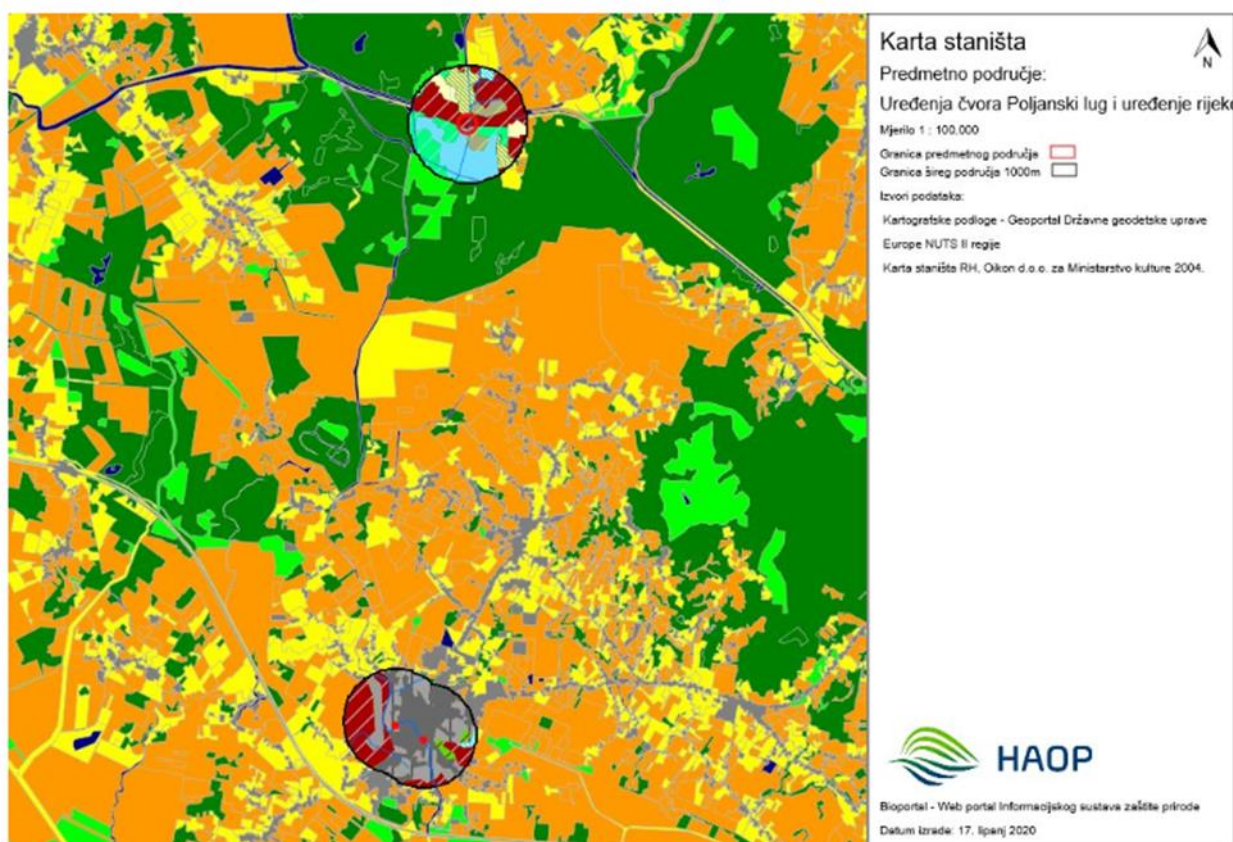 Karta staništa
N
Predmetno područje:
Uređenja čvora Poljanski lug i uređenje rijeke
Mjerilo 1 : 100.000
Granica predmetnog područja
Granica šireg područja 1000m
Izvori podataka:
Kartografske podloge - Geoportal Državne geodetske uprave
Europe NUTS II regije
Karta staništa RH, Oikon d.o.o. za Ministarstvo kulture 2004.
HAOP
Bioportal - Web portal Informacijskog sustava zaštite prirode
Datum izrade: 17. lipanj 2020